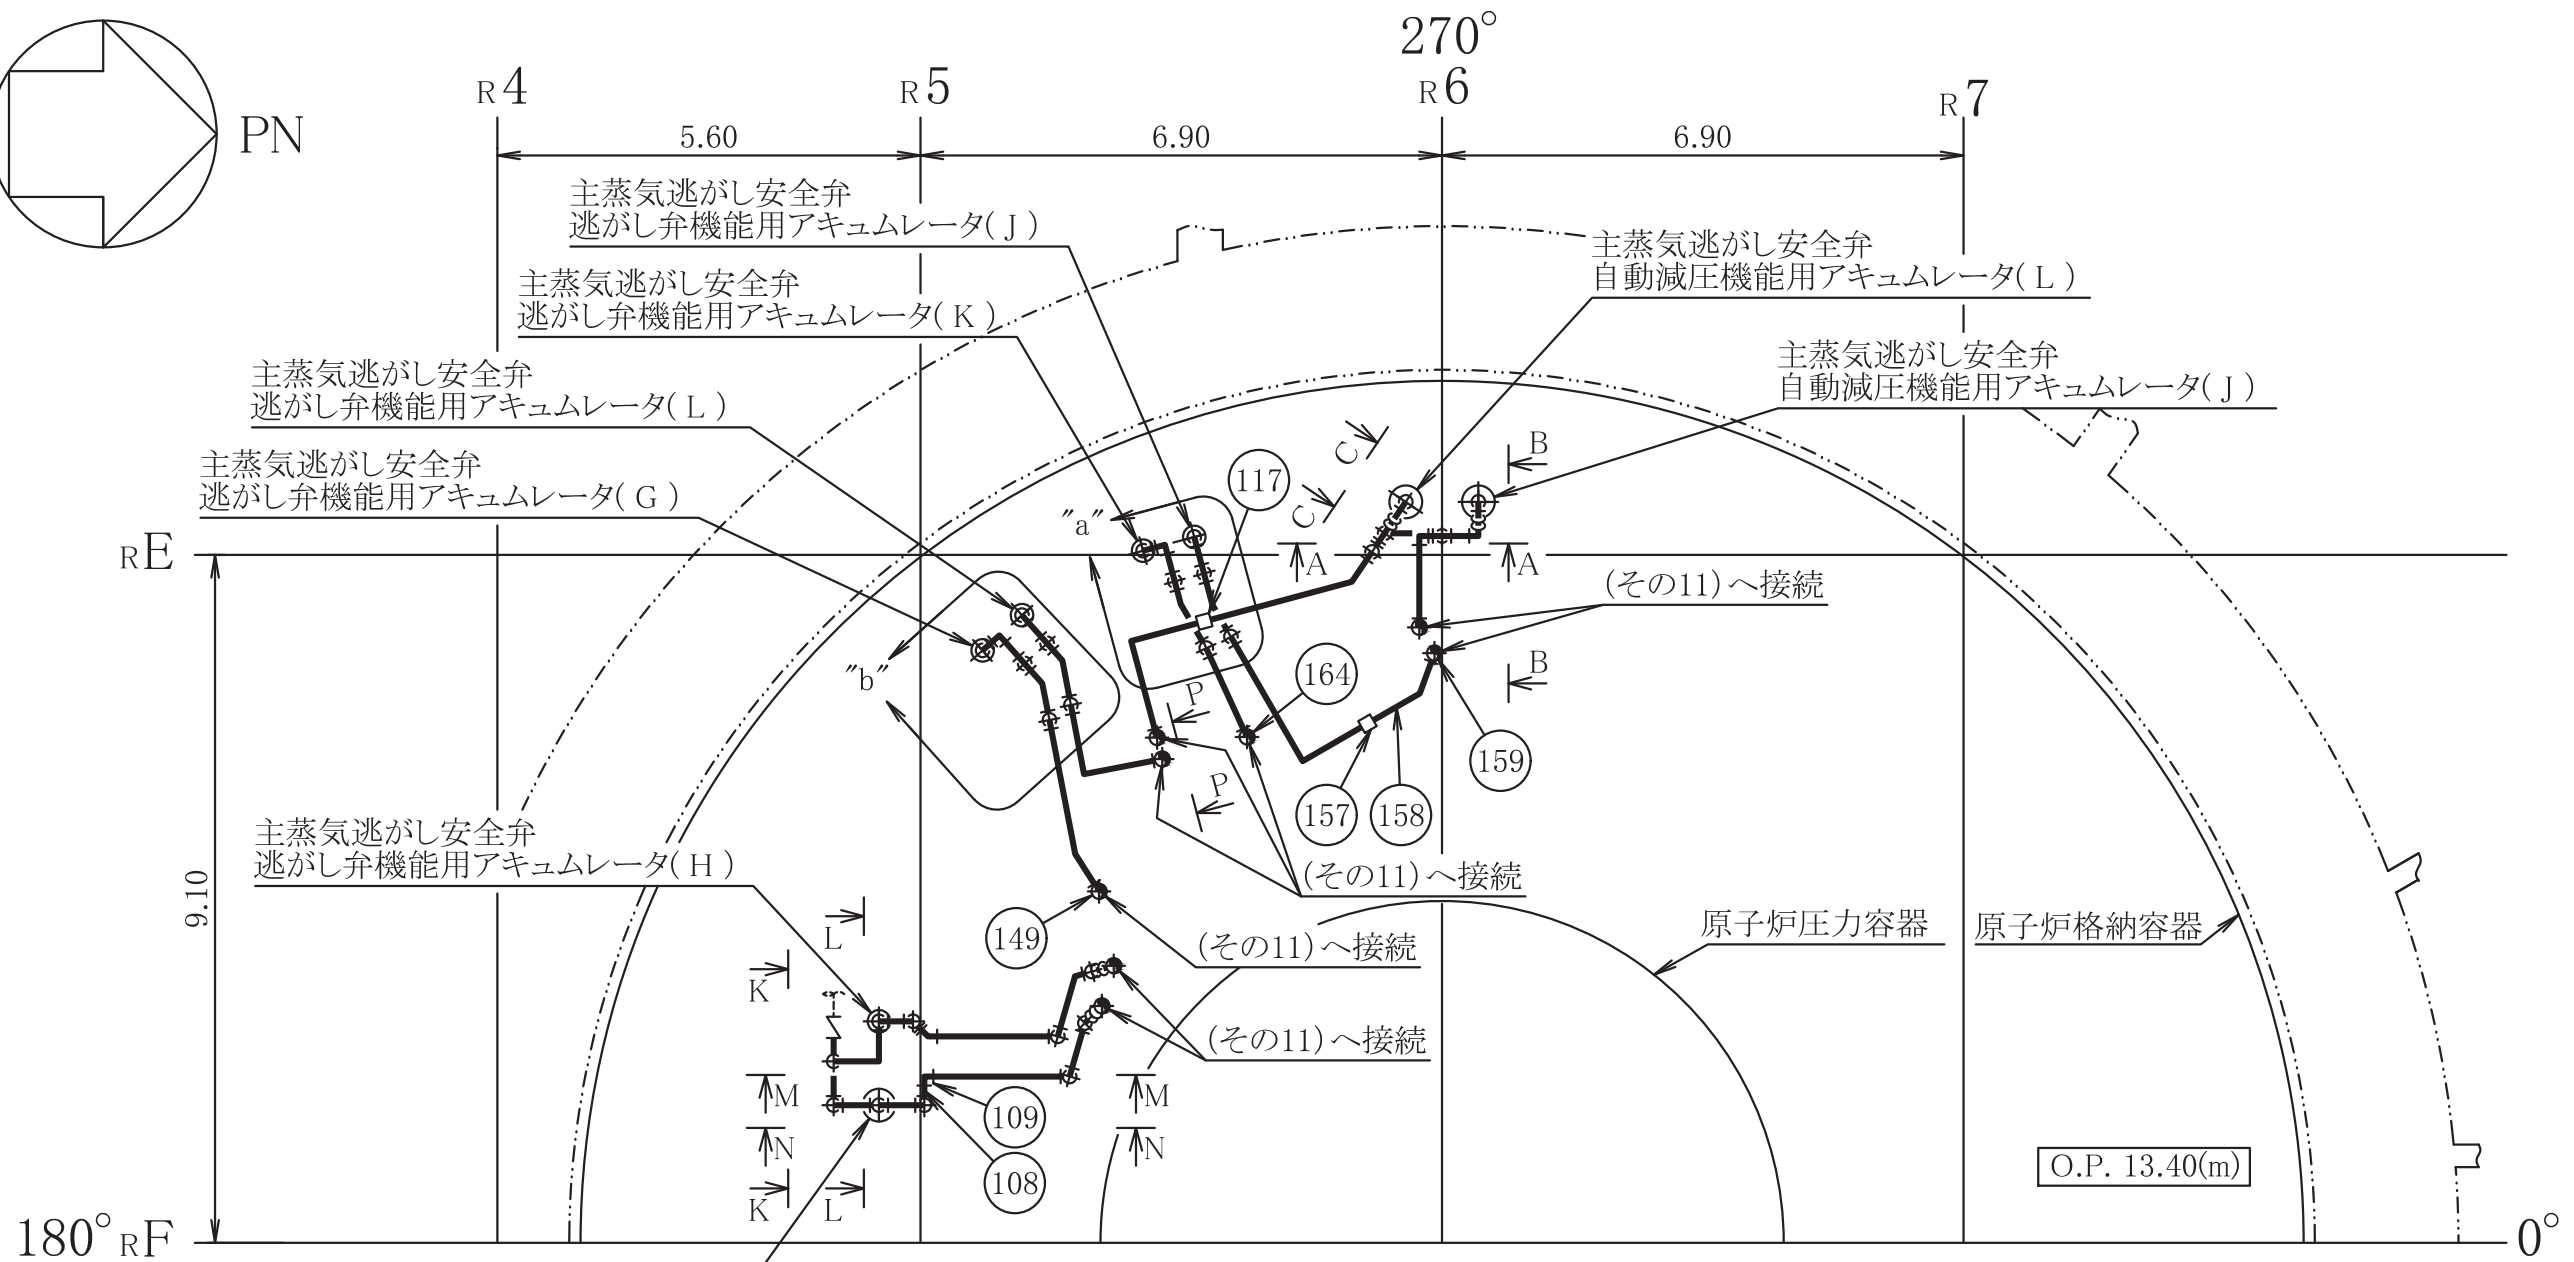 270°
PN
R4
R5
R6
R7
5.60
6.90
6.90
主蒸気逃がし安全弁
逃がし弁機能用アキュムレータ(J)
主蒸気逃がし安全弁
自動減圧機能用アキュムレータ(L)
主蒸気逃がし安全弁
逃がし弁機能用アキュムレータ(K)
主蒸気逃がし安全弁
自動減圧機能用アキュムレータ(J)
主蒸気逃がし安全弁
逃がし弁機能用アキュムレータ(L)
主蒸気逃がし安全弁
逃がし弁機能用アキュムレータ(G)
C
B
117
C
"a"
RE
A
A
(その11)へ接続
"b"
164
P
B
P
159
157
158
主蒸気逃がし安全弁
逃がし弁機能用アキュムレータ(H)
9.10
(その11)へ接続
149
L
(その11)へ接続
原子炉圧力容器
原子炉格納容器
K
(その11)へ接続
M
M
109
N
N
108
O.P. 13.40(m)
K
L
180°
RF
0°